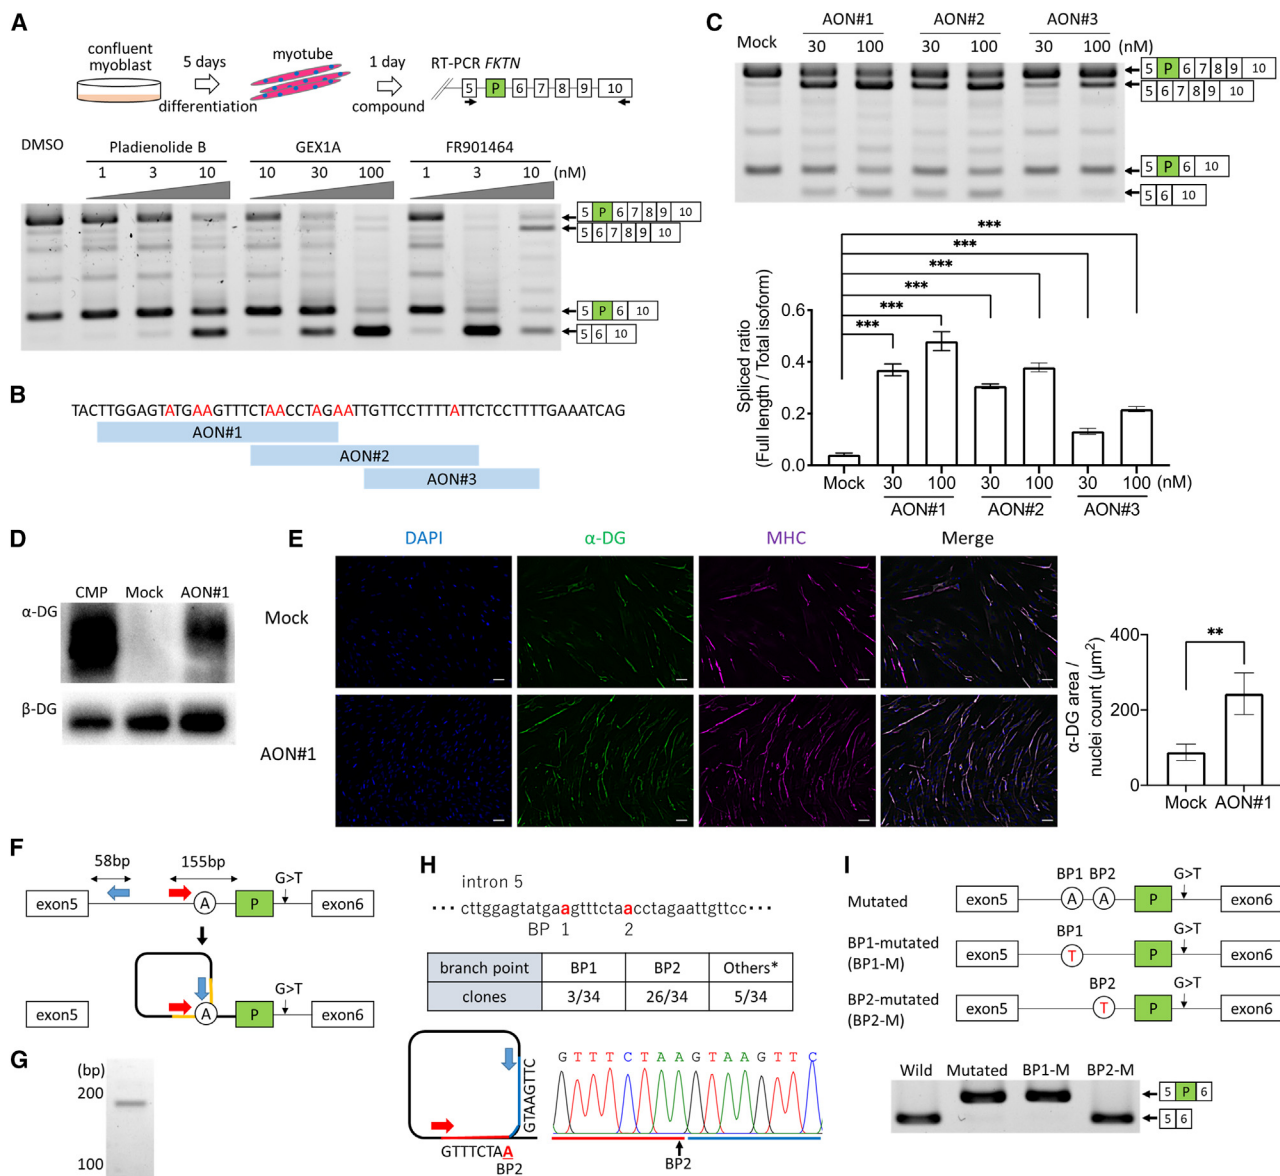 A
confluent
myoblast
5 days
differentiation
myotube
1 day
compound
RT-PCR FKTN
5 P 6 7 8 9 10
DMSO
Pladienolide B
GEX1A
FR901464
1 3 10 10 30 100 1 3 10 (nM)
5 P 6 7 8 9 10
5 6 7 8 9 10
5 P 6 10
5 6 10
B
TACTTGGAGTATGAAGTTTCTAACCTAGAATTGTTCCTTTTATTCTCCTTTTGAAATCAG
AON#1
AON#2
AON#3
C
Mock
AON#1 AON#2 AON#3
30 100 30 100 30 100 (nM)
5 P 6 7 8 9 10
5 6 7 8 9 10
5 P 6 10
5 6 10
Spliced ratio
(Full length / Total isoform)
0.6
0.4
0.2
0.0
***
***
***
***
***
***
Mock 30 100 30 100 30 100 (nM)
AON#1 AON#2 AON#3
D
CMP Mock AON#1
α-DG
β-DG
E
DAPI α-DG MHC Merge
Mock
AON#1
α-DG area /
nuclei count (μm²)
400
200
0
**
Mock AON#1
F
58bp 155bp
G>T
exon5 A P exon6
G>T
exon5 A P exon6
G
(bp)
200
100
H
intron 5
··· cttggagtatgaagtttctaacctagaattgttcc ···
BP 1 2
branch point BP1 BP2 Others*
clones 3/34 26/34 5/34
GTAAGTTC
GTTTCTAA
BP2
G T T T C T A A G T A A G T T C
BP2
I
BP1 BP2 G>T
Mutated exon5 A A P exon6
BP1 G>T
BP1-mutated
(BP1-M) exon5 T P exon6
BP2 G>T
BP2-mutated
(BP2-M) exon5 T P exon6
Wild Mutated BP1-M BP2-M
5 P 6
5 6